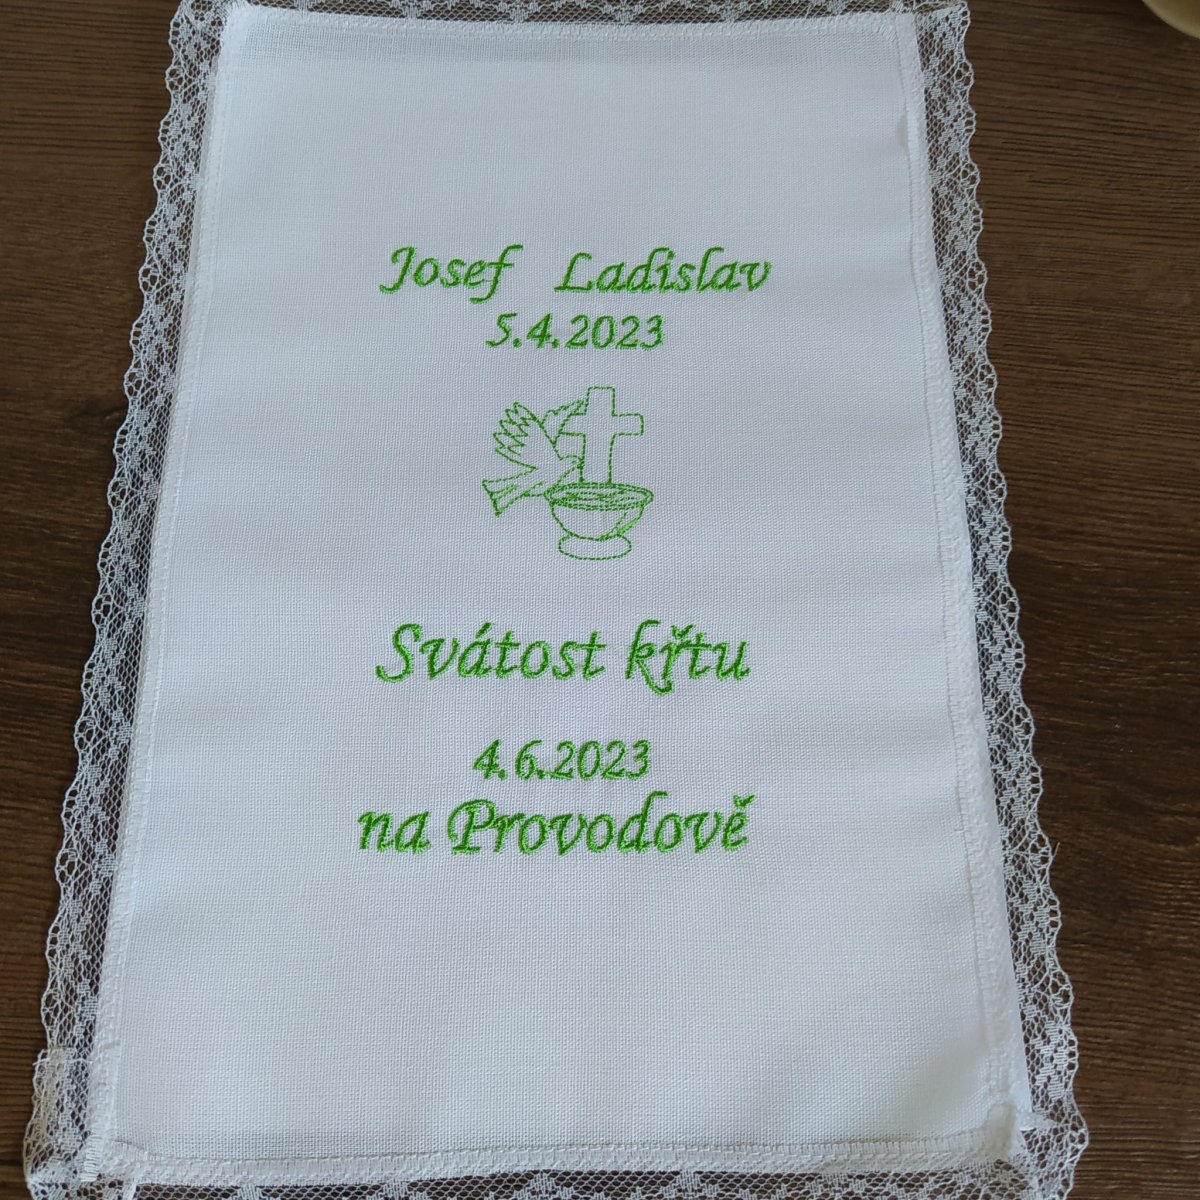 Josef Ladislav
5.4.2023
Svátost křtu
4.6.2023
na Provodově